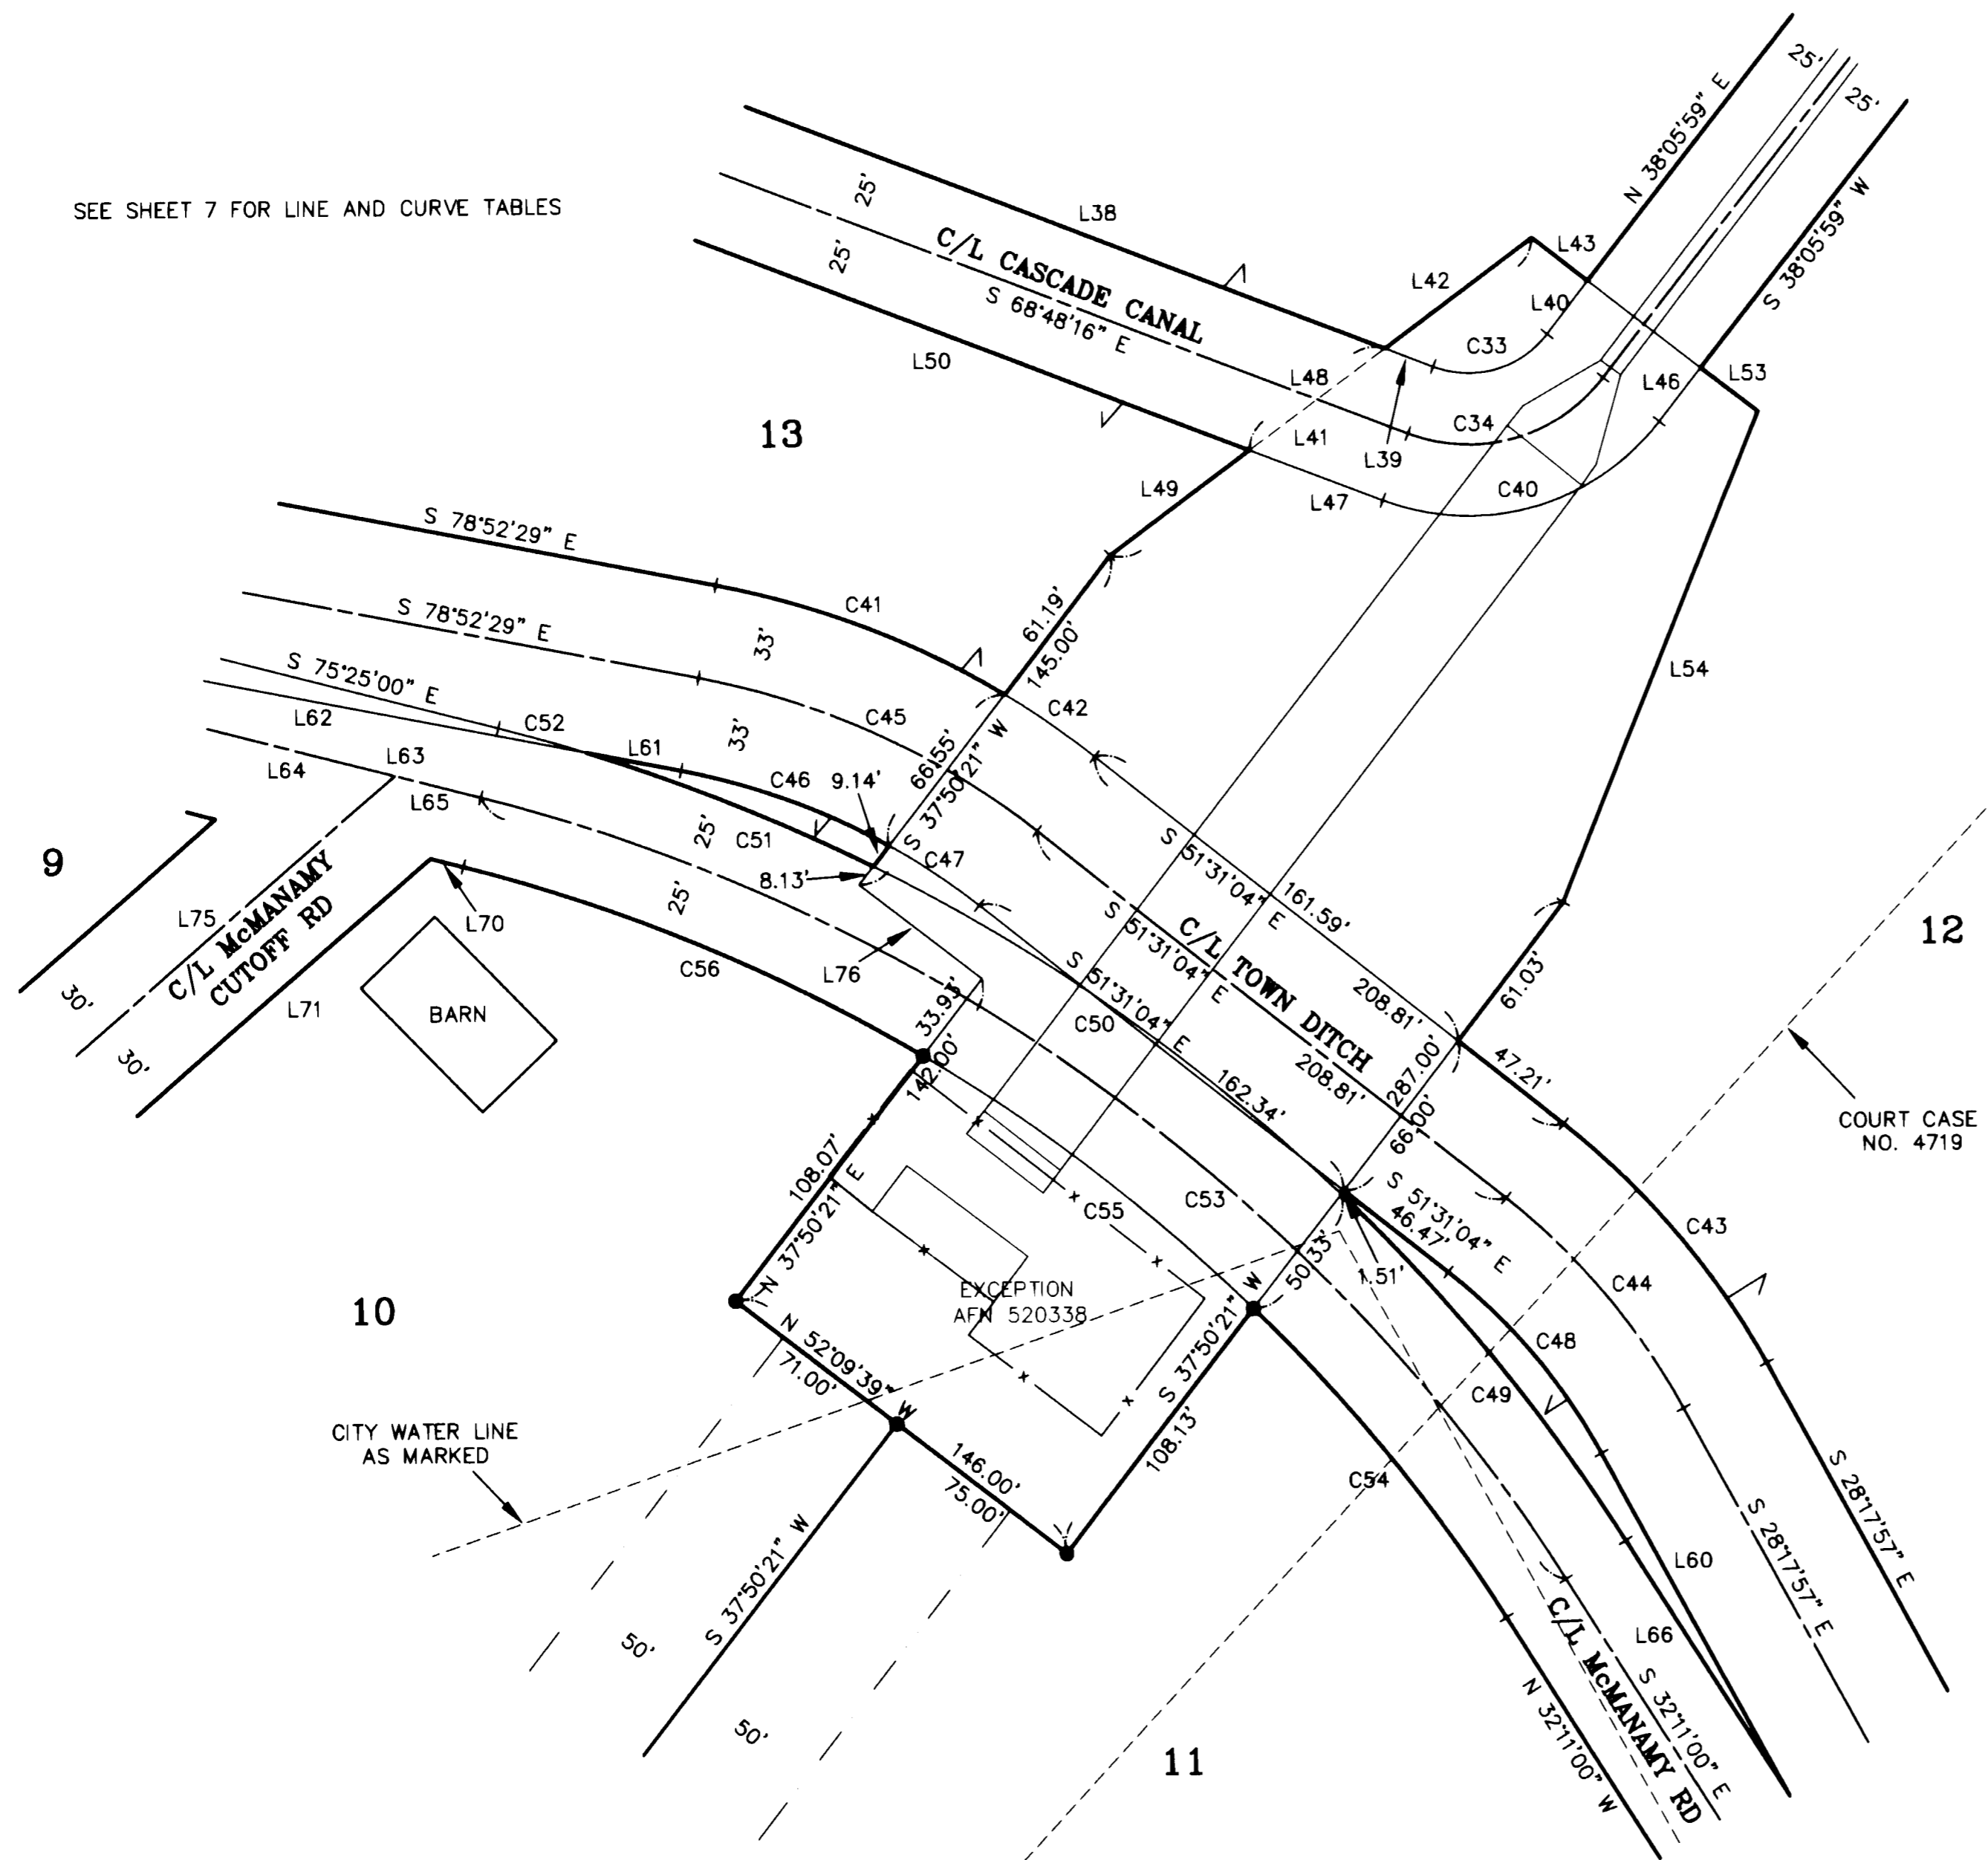 SEE SHEET 7 FOR LINE AND CURVE TABLES
25'
25'
N 38°05'59" E
S 38°05'59" W
25'
25'
L38
C/L CASCADE CANAL
S 68°48'16" E
L43
L42
L40
C33
L50
L48
L46
L53
C34
L41
L39
L47
C40
13
L49
S 78°52'29" E
C41
61.19'
145.00'
L54
S 78°52'29" E
33'
C42
C45
S 75°25'00" E
33'
66.55'
S 37°50'21" W
L62
C52
L61
C46
9.14'
L63
L64
L65
C51
25'
C47
8.13'
S 51°31'04" E
161.59'
9
L75
C/L McMANAMY
CUTOFF RD
L70
25'
S 51°31'04" E
C/L TOWN DITCH
12
C56
L76
S 51°31'04" E
208.81'
61.03'
30'
L71
BARN
33.93'
C50
208.81'
30'
142.00'
162.34'
287.00'
66.00'
47.21'
COURT CASE
NO. 4719
108.07'
N 37°50'21" E
C55
C53
S 51°31'04" E
46.47'
C43
50.33'
1.51'
C44
10
EXCEPTION
AFN 520338
N 52°09'39" W
71.00'
S 37°50'21" W
108.13'
C48
C49
CITY WATER LINE
AS MARKED
146.00'
75.00'
C54
S 28°17'57" E
S 28°17'57" E
L60
S 37°50'21" W
50'
L66
C/L McMANAMY RD
S 32°11'00" E
N 32°11'00" W
50'
11